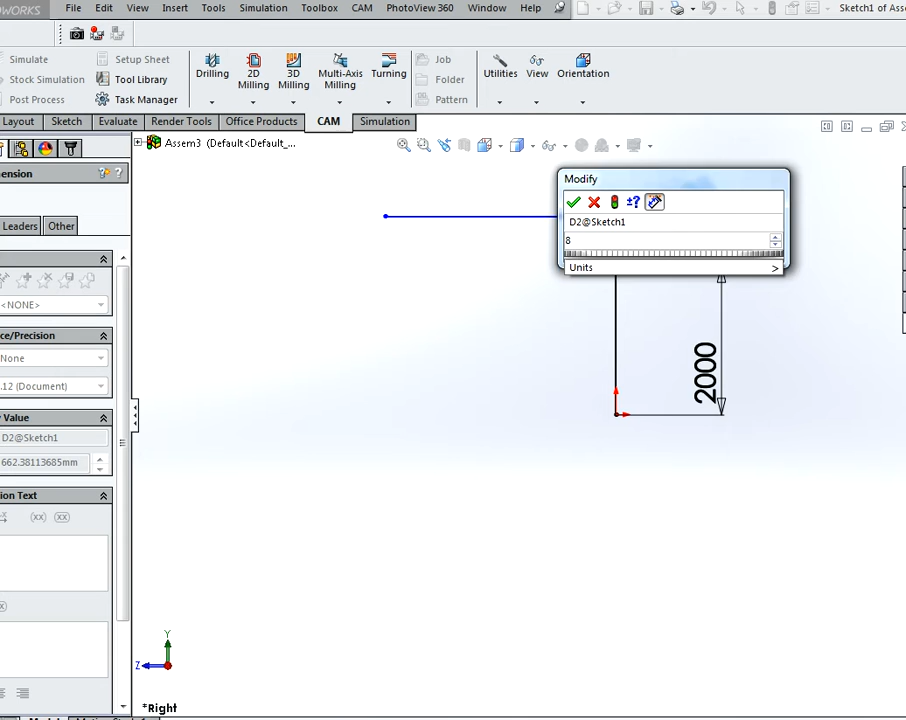 ORKS File Edit View Insert Tools Simulation Toolbox CAM PhotoView 360 Window Help Sketch1 of Asse
Simulate Setup Sheet Drilling 2D Milling 3D Milling Multi-Axis Milling Turning Job Utilities View Orientation
Stock Simulation Tool Library Folder
Post Process Task Manager Pattern
Layout Sketch Evaluate Render Tools Office Products CAM Simulation
Assem3 (Default<Default_...
mension
Modify
D2@Sketch1
8
Units >
Leaders Other
<NONE>
ce/Precision
None
.12 (Document)
y Value
D2@Sketch1
662.38113685mm
ion Text
(xx) (xx)
2000
Y
Z
*Right